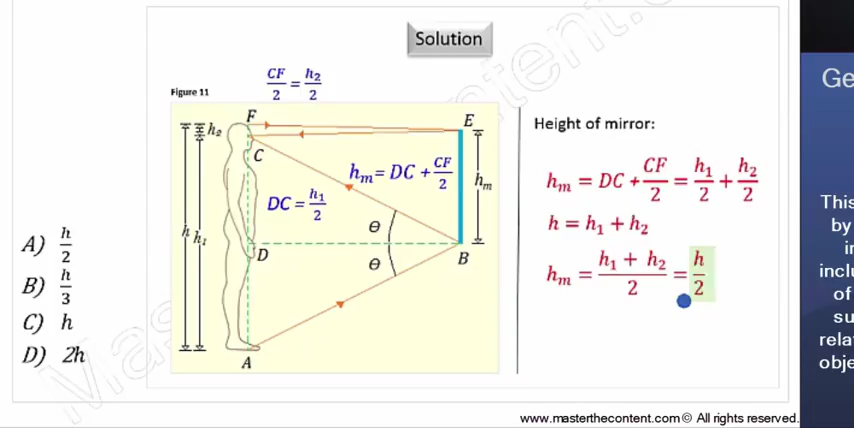 Solution
CF/2 = h₂/2
Figure 11
F
E
h₂
C
hₘ = DC + CF/2
hₘ
DC = h₁/2
h
h₁
θ
θ
D
B
A
Height of mirror:
hₘ = DC + CF/2 = h₁/2 + h₂/2
h = h₁ + h₂
hₘ = (h₁ + h₂)/2 = h/2
A) h/2
B) h/3
C) h
D) 2h
www.masterthecontent.com © All rights reserved.
Ge
This
by
in
inclu
of
su
rela
obje